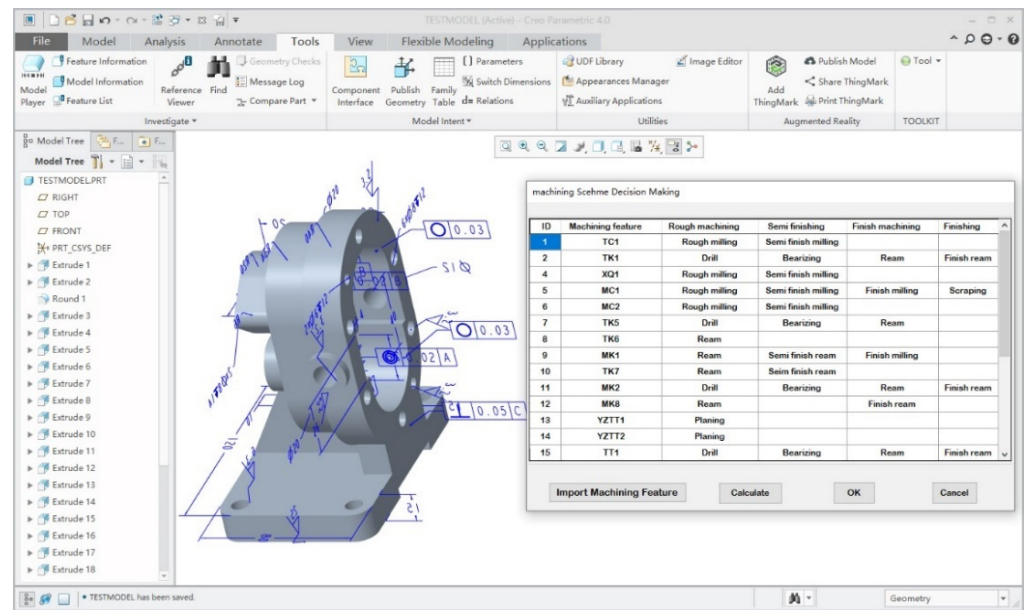 TESTMODEL (Active) - Creo Parametric 4.0
File Model Analysis Annotate Tools View Flexible Modeling Applications
Feature Information
Model Information
Feature List
Model Player
Reference Viewer
Find
Geometry Checks
Message Log
Compare Part
Investigate
Component Interface
Publish Geometry
Family Table
[] Parameters
Switch Dimensions
d= Relations
Model Intent
UDF Library
Appearances Manager
Auxiliary Applications
Image Editor
Utilities
Add ThingMark
Publish Model
Share ThingMark
Print ThingMark
Augmented Reality
Tool
TOOLKIT
Model Tree F... F...
Model Tree
TESTMODEL.PRT
RIGHT
TOP
FRONT
PRT_CSYS_DEF
Extrude 1
Extrude 2
Round 1
Extrude 3
Extrude 4
Extrude 5
Extrude 6
Extrude 7
Extrude 8
Extrude 9
Extrude 10
Extrude 11
Extrude 12
Extrude 13
Extrude 14
Extrude 15
Extrude 16
Extrude 17
Extrude 18
0.03
0.03
0.02 A
0.05 C
machining Scehme Decision Making
ID Machining feature Rough machining Semi finishing Finish machining Finishing
1 TC1 Rough milling Semi finish milling
2 TK1 Drill Bearizing Ream Finish ream
4 XQ1 Rough milling Semi finish milling
5 MC1 Rough milling Semi finish milling Finish milling Scraping
6 MC2 Rough milling Semi finish milling
7 TK5 Drill Bearizing Ream
8 TK6 Ream
9 MK1 Ream Semi finish ream Finish milling
10 TK7 Ream Seim finish ream
11 MK2 Drill Bearizing Ream Finish ream
12 MK8 Ream Finish ream
13 YZTT1 Planing
14 YZTT2 Planing
15 TT1 Drill Bearizing Ream Finish ream
Import Machining Feature Calculate OK Cancel
• TESTMODEL has been saved.
Geometry